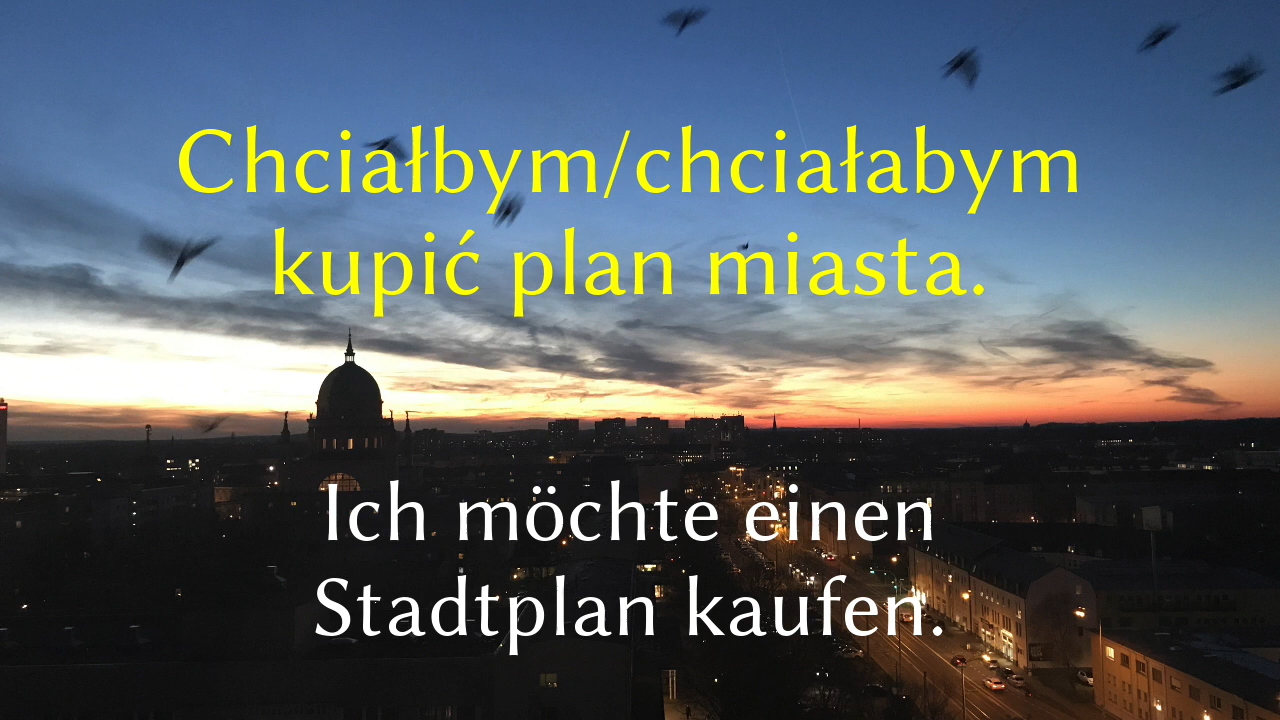 Chciałbym/chciałabym
kupić plan miasta.
Ich möchte einen
Stadtplan kaufen.